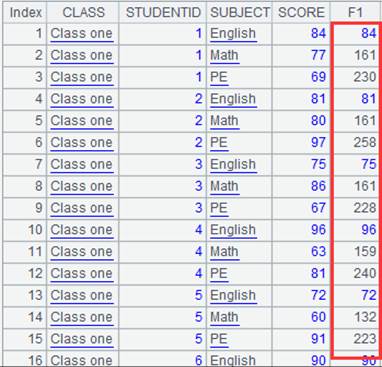 Index CLASS STUDENTID SUBJECT SCORE F1
1 Class one 1 English 84 84
2 Class one 1 Math 77 161
3 Class one 1 PE 69 230
4 Class one 2 English 81 81
5 Class one 2 Math 80 161
6 Class one 2 PE 97 258
7 Class one 3 English 75 75
8 Class one 3 Math 86 161
9 Class one 3 PE 67 228
10 Class one 4 English 96 96
11 Class one 4 Math 63 159
12 Class one 4 PE 81 240
13 Class one 5 English 72 72
14 Class one 5 Math 60 132
15 Class one 5 PE 91 223
16 Class one 6 English 90 90